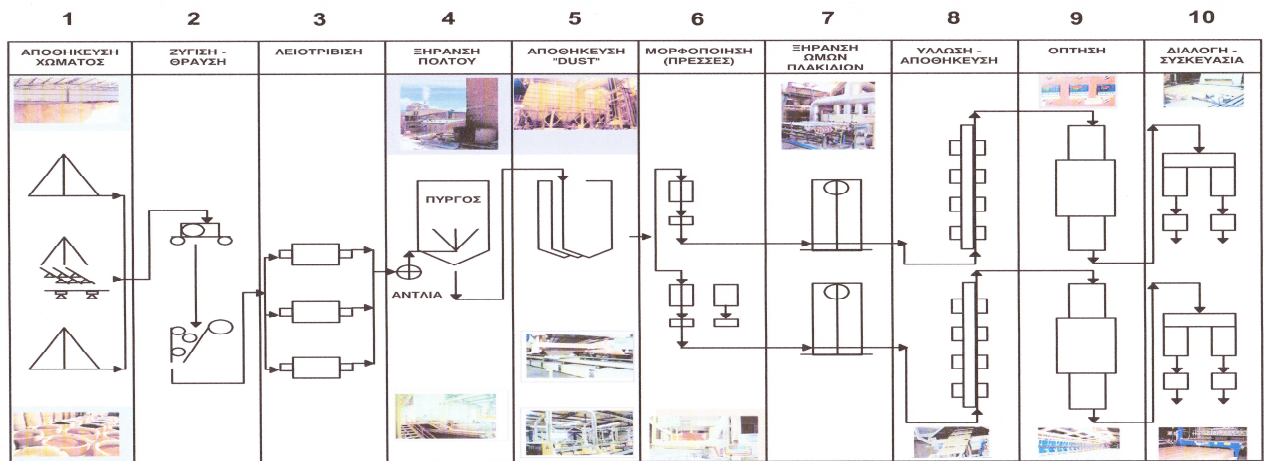 1 2 3 4 5 6 7 8 9 10
ΑΠΟΘΗΚΕΥΣΗ
ΧΩΜΑΤΟΣ
ΖΥΓΙΣΗ -
ΘΡΑΥΣΗ
ΛΕΙΟΤΡΙΒΙΣΗ
ΞΗΡΑΝΣΗ
ΠΟΛΤΟΥ
ΑΠΟΘΗΚΕΥΣΗ
"DUST"
ΜΟΡΦΟΠΟΙΗΣΗ
(ΠΡΕΣΣΕΣ)
ΞΗΡΑΝΣΗ
ΩΜΩΝ
ΠΛΑΚΙΔΙΩΝ
ΥΑΛΩΣΗ -
ΑΠΟΘΗΚΕΥΣΗ
ΟΠΤΗΣΗ
ΔΙΑΛΟΓΗ -
ΣΥΣΚΕΥΑΣΙΑ
ΠΥΡΓΟΣ
ΑΝΤΛΙΑ